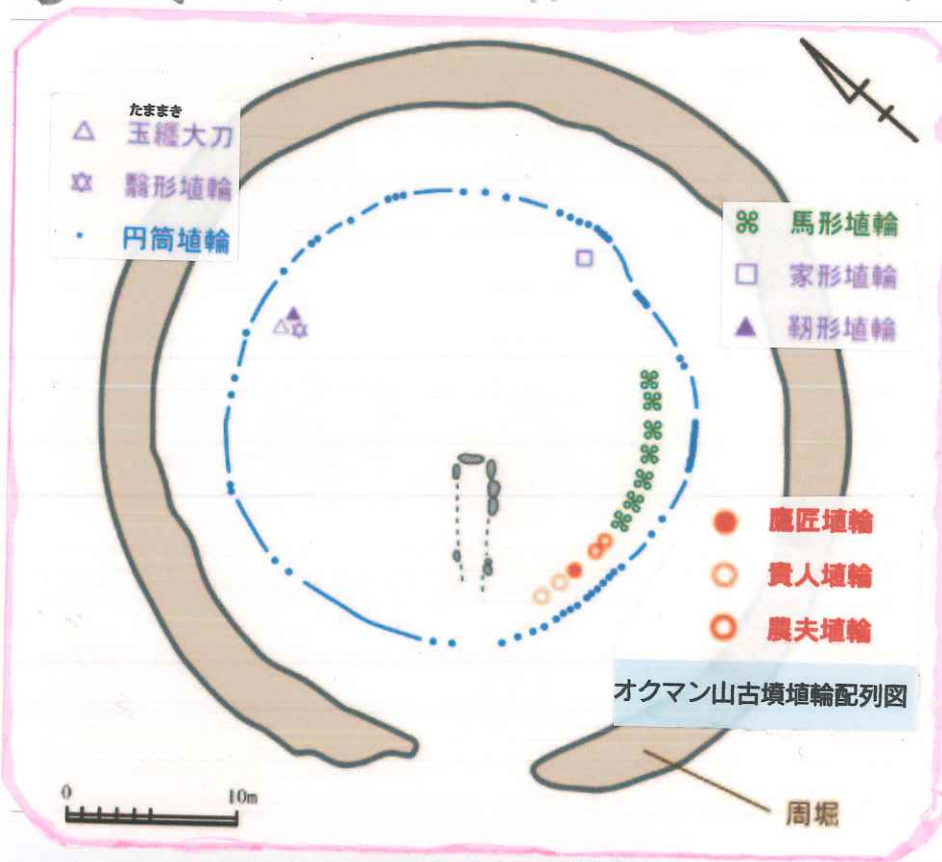 たままき
玉纏大刀
翳形埴輪
円筒埴輪
馬形埴輪
家形埴輪
靱形埴輪
鷹匠埴輪
貴人埴輪
農夫埴輪
オクマン山古墳埴輪配列図
0 10m
周堀